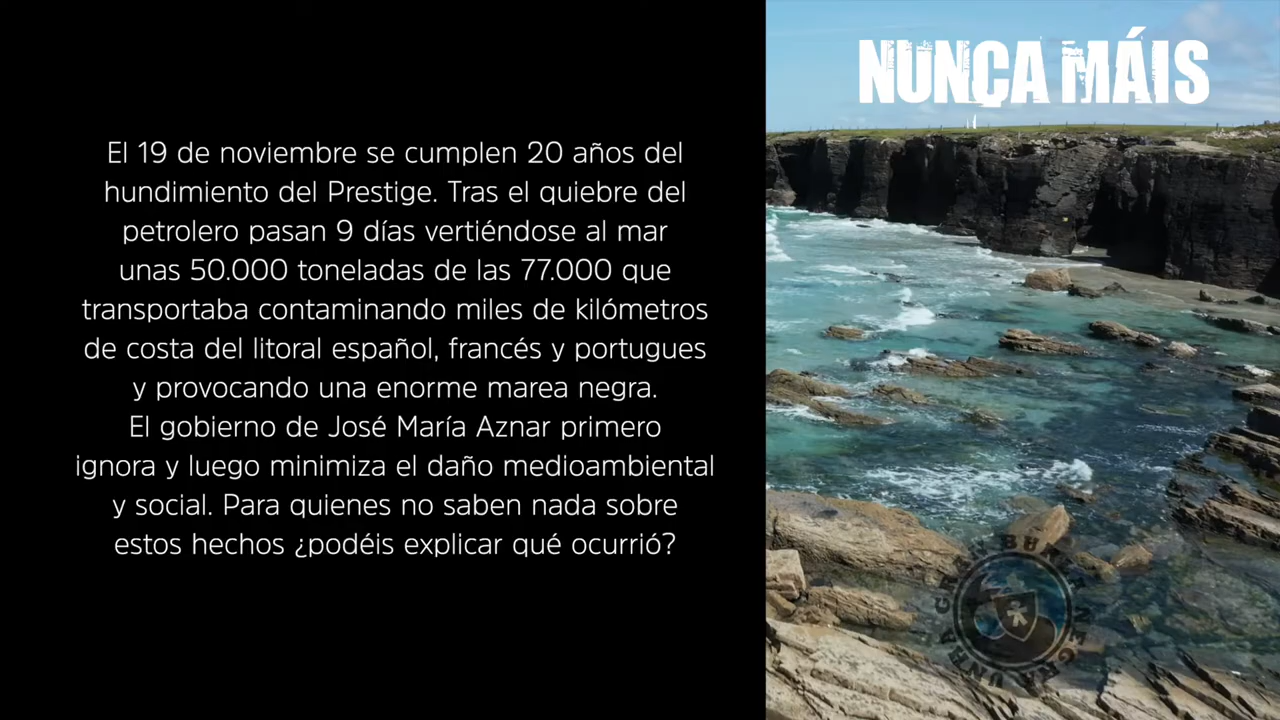 NUNCA MÁIS
El 19 de noviembre se cumplen 20 años del
hundimiento del Prestige. Tras el quiebre del
petrolero pasan 9 días vertiéndose al mar
unas 50.000 toneladas de las 77.000 que
transportaba contaminando miles de kilómetros
de costa del litoral español, francés y portugues
y provocando una enorme marea negra.
El gobierno de José María Aznar primero
ignora y luego minimiza el daño medioambiental
y social. Para quienes no saben nada sobre
estos hechos ¿podéis explicar qué ocurrió?